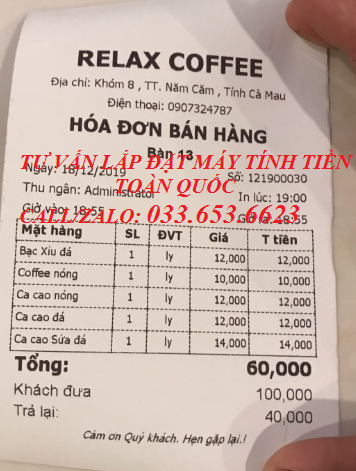 RELAX COFFEE
Địa chỉ: Khóm 8 , TT. Năm Căm , Tỉnh Cà Mau
Điện thoại: 0907324787
HÓA ĐƠN BÁN HÀNG
Bàn 13
TƯ VẤN LẮP ĐẶT MÁY TÍNH TIỀN
TOÀN QUỐC
CALL/ZALO: 033.653.6623
Ngày: 18/12/2019 Số: 121900030
Thu ngân: Administrator In lúc: 19:00
Giờ vào: 18:55 18:55
Mặt hàng SL ĐVT Giá T tiền
Bạc Xỉu đá 1 ly 12,000 12,000
Coffee nóng 1 ly 10,000 10,000
Ca cao nóng 1 ly 12,000 12,000
Ca cao đá 1 ly 12,000 12,000
Ca cao Sữa đá 1 ly 14,000 14,000
Tổng: 60,000
Khách đưa 100,000
Trả lại: 40,000
Cảm ơn Quý khách. Hẹn gặp lại.!